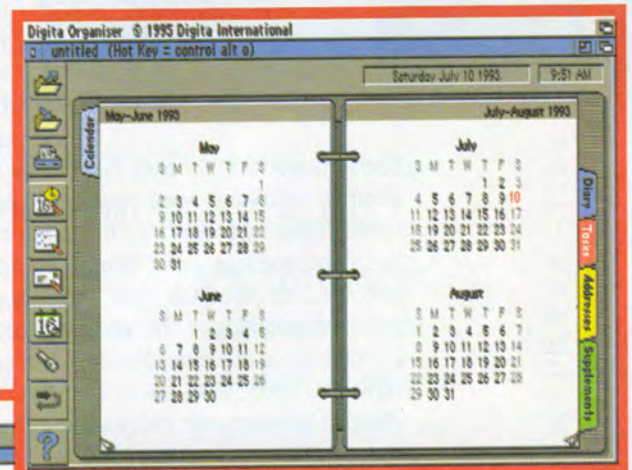 Digita Organiser © 1995 Digita International
untitled (Hot Key = control alt o)
Saturday July 10 1993 9:51 AM
Calendar
May-June 1993
May
S M T W T F S
1
2 3 4 5 6 7 8
9 10 11 12 13 14 15
16 17 18 19 20 21 22
23 24 25 26 27 28 29
30 31
June
S M T W T F S
1 2 3 4 5
6 7 8 9 10 11 12
13 14 15 16 17 18 19
20 21 22 23 24 25 26
27 28 29 30
July-August 1993
July
S M T W T F S
1 2 3
4 5 6 7 8 9 10
11 12 13 14 15 16 17
18 19 20 21 22 23 24
25 26 27 28 29 30 31
August
S M T W T F S
1 2 3 4 5 6 7
8 9 10 11 12 13 14
15 16 17 18 19 20 21
22 23 24 25 26 27 28
29 30 31
Diary
Tasks
Addresses
Supplements
16
16
?